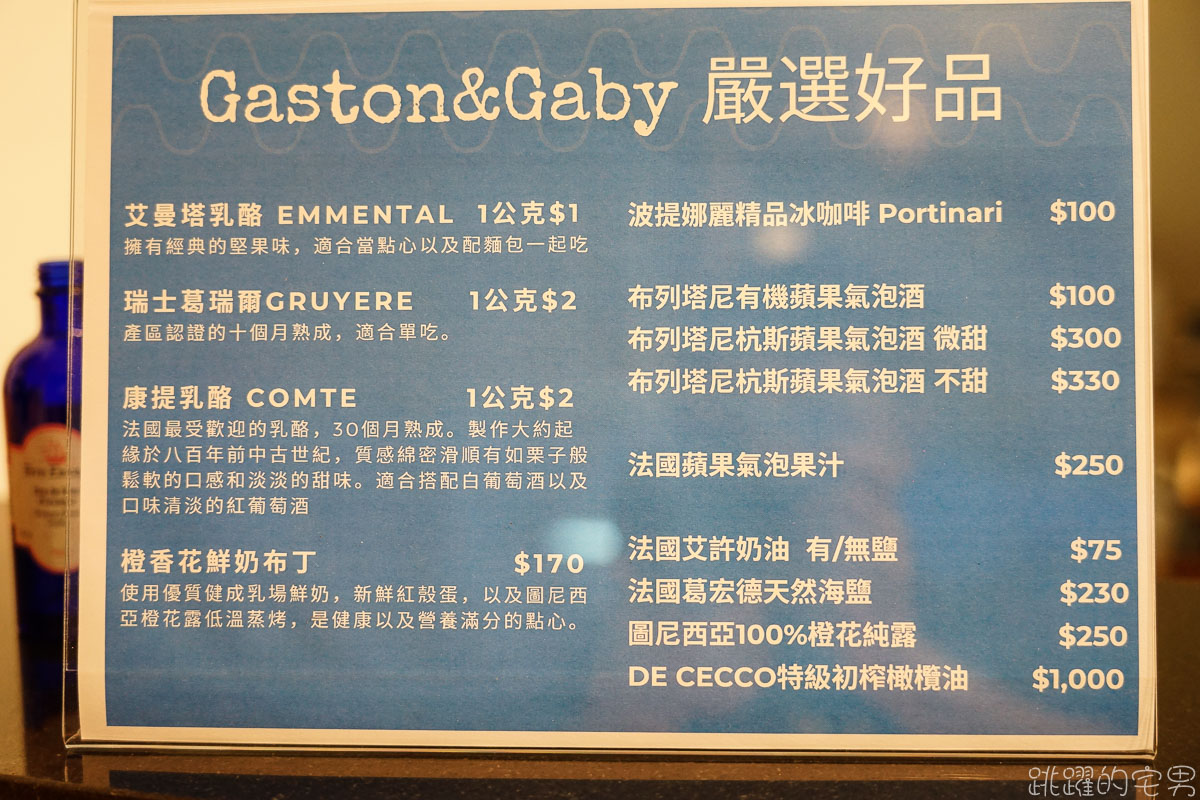 Gaston&Gaby 嚴選好品
艾曼塔乳酪 EMMENTAL 1公克$1
擁有經典的堅果味，適合當點心以及配麵包一起吃
瑞士葛瑞爾GRUYERE 1公克$2
產區認證的十個月熟成，適合單吃。
康提乳酪 COMTE 1公克$2
法國最受歡迎的乳酪，30個月熟成。製作大約起
緣於八百年前中古世紀，質感綿密滑順有如栗子般
鬆軟的口感和淡淡的甜味。適合搭配白葡萄酒以及
口味清淡的紅葡萄酒
橙香花鮮奶布丁 $170
使用優質健成乳場鮮奶，新鮮紅殼蛋，以及圖尼西
亞橙花露低溫蒸烤，是健康以及營養滿分的點心。
波提娜麗精品冰咖啡 Portinari $100
布列塔尼有機蘋果氣泡酒 $100
布列塔尼杭斯蘋果氣泡酒 微甜 $300
布列塔尼杭斯蘋果氣泡酒 不甜 $330
法國蘋果氣泡果汁 $250
法國艾許奶油 有/無鹽 $75
法國葛宏德天然海鹽 $230
圖尼西亞100%橙花純露 $250
DE CECCO特級初榨橄欖油 $1,000
跳躍的宅男